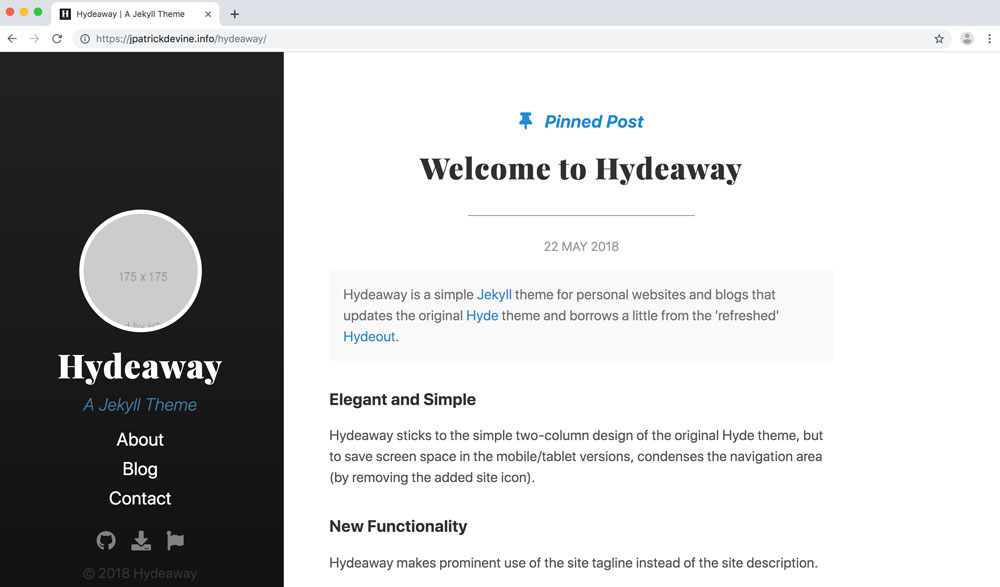 Hydeaway | A Jekyll Theme
https://jpatrickdevine.info/hydeaway/
175 x 175
Hydeaway
A Jekyll Theme
About
Blog
Contact
© 2018 Hydeaway
Pinned Post
Welcome to Hydeaway
22 MAY 2018
Hydeaway is a simple Jekyll theme for personal websites and blogs that
updates the original Hyde theme and borrows a little from the 'refreshed'
Hydeout.
Elegant and Simple
Hydeaway sticks to the simple two-column design of the original Hyde theme, but
to save screen space in the mobile/tablet versions, condenses the navigation area
(by removing the added site icon).
New Functionality
Hydeaway makes prominent use of the site tagline instead of the site description.